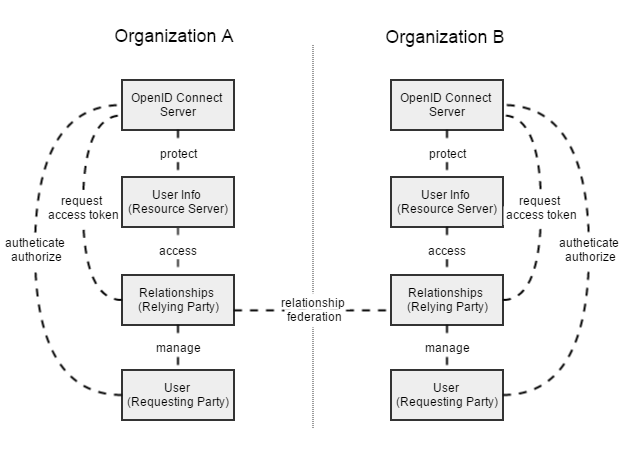 Organization A
OpenID Connect
Server
protect
User Info
(Resource Server)
request
access token
autheticate
authorize
access
Relationships
(Relying Party)
manage
User
(Requesting Party)
relationship
federation
Organization B
OpenID Connect
Server
protect
User Info
(Resource Server)
request
access token
autheticate
authorize
access
Relationships
(Relying Party)
manage
User
(Requesting Party)